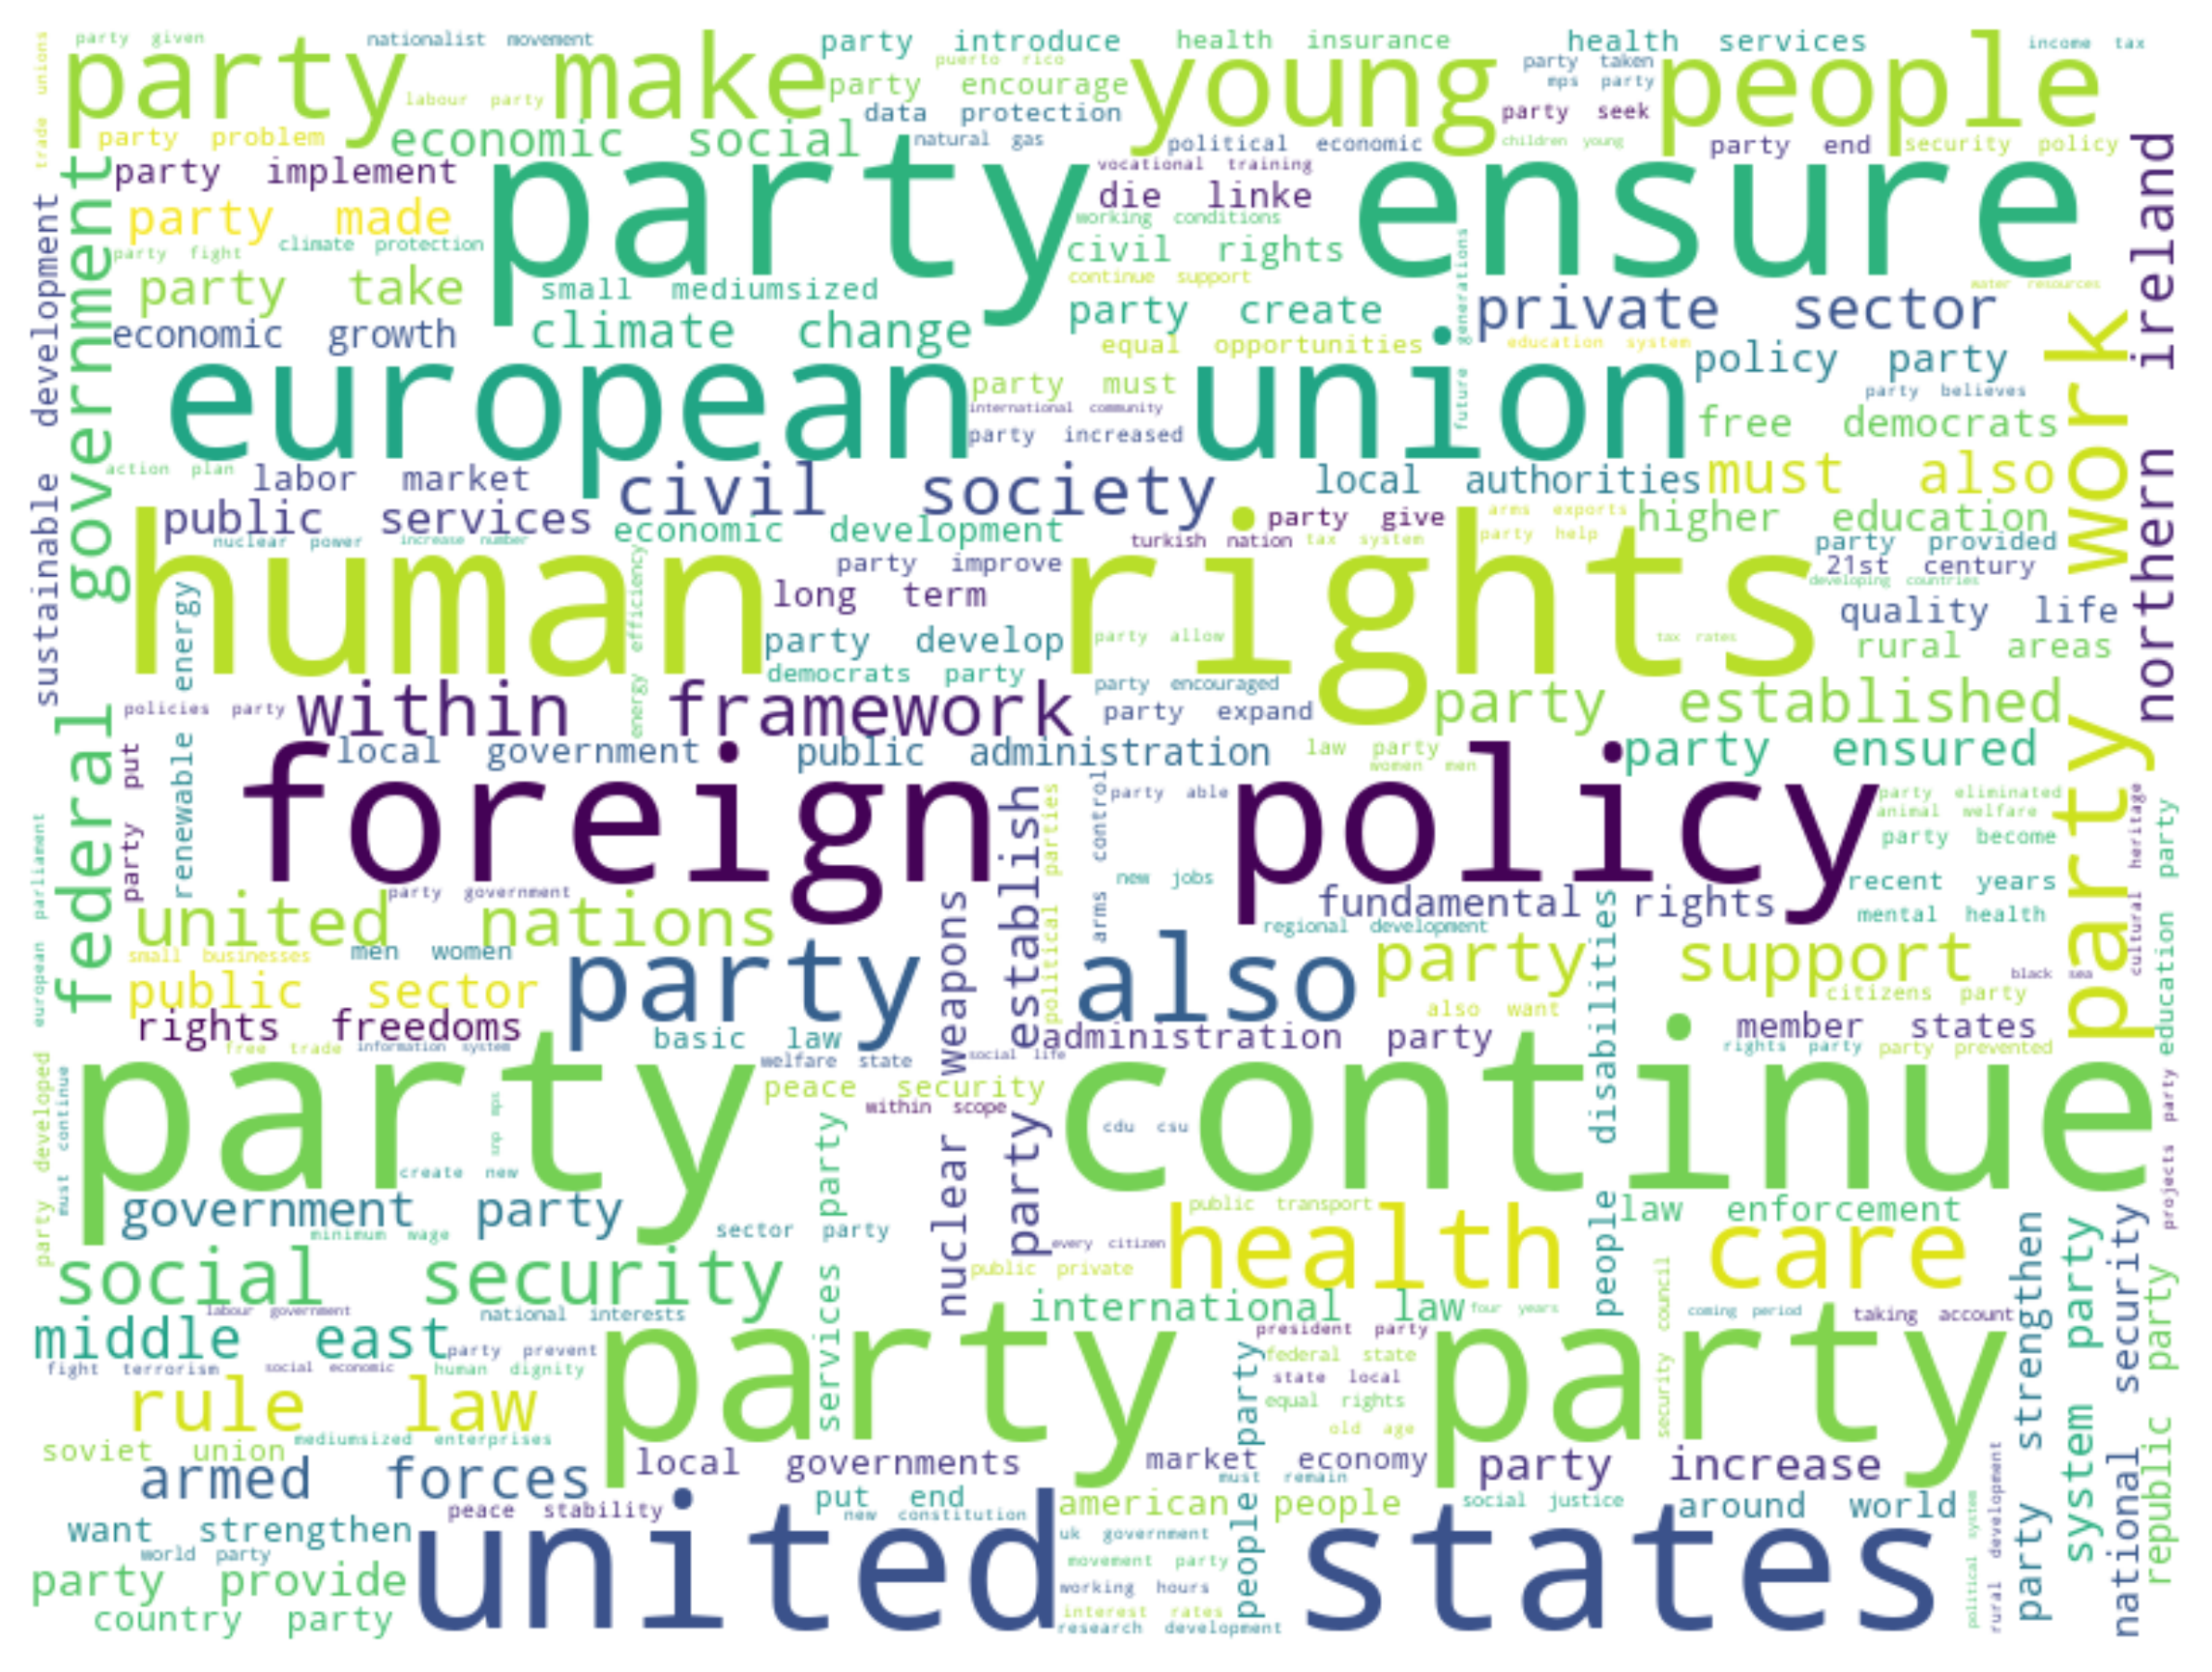 party given
nationalist movement
party introduce
health insurance
health services
income tax
trade unions
party make
puerto rico
young people
party taken
mps party
labour party
party encourage
data protection
party seek
party problem
economic social
natural gas
political economic
children young
party end
security policy
party implement
party ensure
vocational training
die linke
party made
working conditions
climate protection
civil rights
party fight
party take
continue support
small mediumsized
water resources
party create
private sector
economic growth
climate change
equal opportunities
education system
policy party
future generations
european union
party must
party believes
international community
free democrats
party increased
action plan
labor market
civil society
local authorities
must also
public services
economic development
party give
arms exports
higher education
nuclear power
increase number
turkish nation
tax system
party help
party provided
human rights
party improve
21st century
developing countries
long term
quality life
party develop
party allow
tax rates
rural areas
democrats party
energy efficiency
party encouraged
within framework
party established
policies party
party expand
local government
public administration
law party
party ensured
women men
foreign policy
party able
party eliminated
animal welfare
party become
new jobs
recent years
party government
fundamental rights
united nations
mental health
regional development
small businesses
men women
party also
party support
black sea
public sector
citizens party
also want
rights freedoms
basic law
administration party
member states
free trade
information system
welfare state
social life
rights party
party prevented
party continue
peace security
within scope
snp mps
cdu csu
create new
government party
public transport
law enforcement
minimum wage
sector party
every citizen
health care
social security
public private
labour government
national interests
international law
four years
coming period
taking account
middle east
party prevent
president party
party party
fight terrorism
social economic
human dignity
federal state
state local
rule law
equal rights
old age
soviet union
mediumsized enterprises
local governments
market economy
party increase
armed forces
must remain
peace stability
put end
new constitution
american people
social justice
around world
want strengthen
united states
uk government
world party
movement party
party provide
working hours
country party
interest rates
research development
sustainable development
federal government
renewable energy
party put
european parliament
party developed
must continue
northern ireland
party work
cultural heritage
education party
projects party
arms control
political parties
party establish
nuclear weapons
services party
people disabilities
people party
security council
party strengthen
system party
national security
republic party
political system
rural development